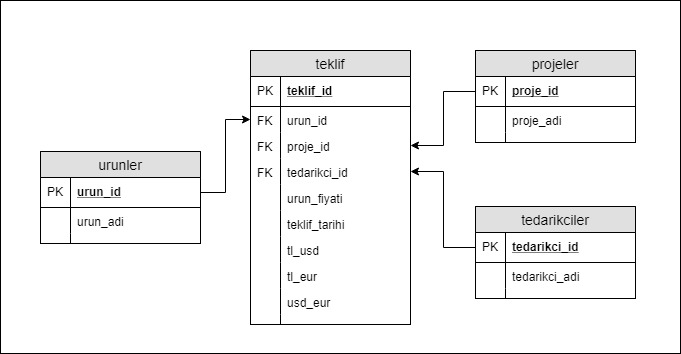 teklif
PK teklif_id
FK urun_id
FK proje_id
FK tedarikci_id
urun_fiyati
teklif_tarihi
tl_usd
tl_eur
usd_eur
projeler
PK proje_id
proje_adi
urunler
PK urun_id
urun_adi
tedarikciler
PK tedarikci_id
tedarikci_adi